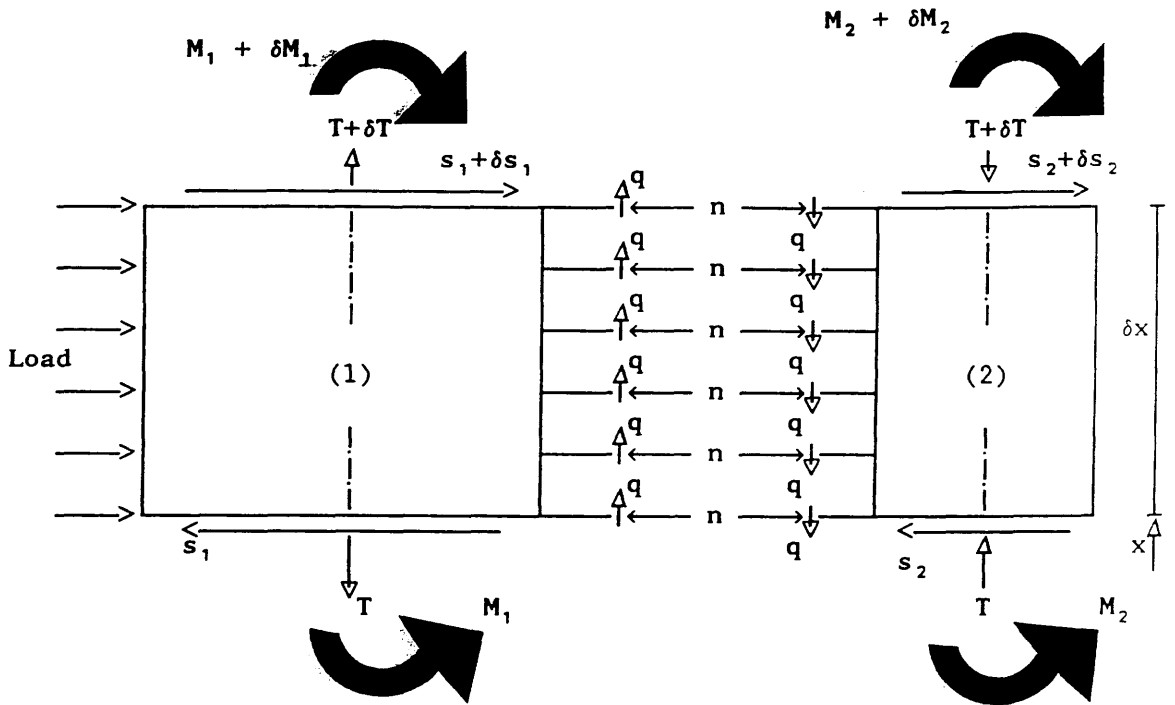 M₁ + δM₁
M₂ + δM₂
T+δT
T+δT
s₁+δs₁
s₂+δs₂
q
n
q
q
n
q
q
n
q
δx
Load
(1)
(2)
q
n
q
q
n
q
q
n
q
s₁
s₂
x
T
M₁
T
M₂